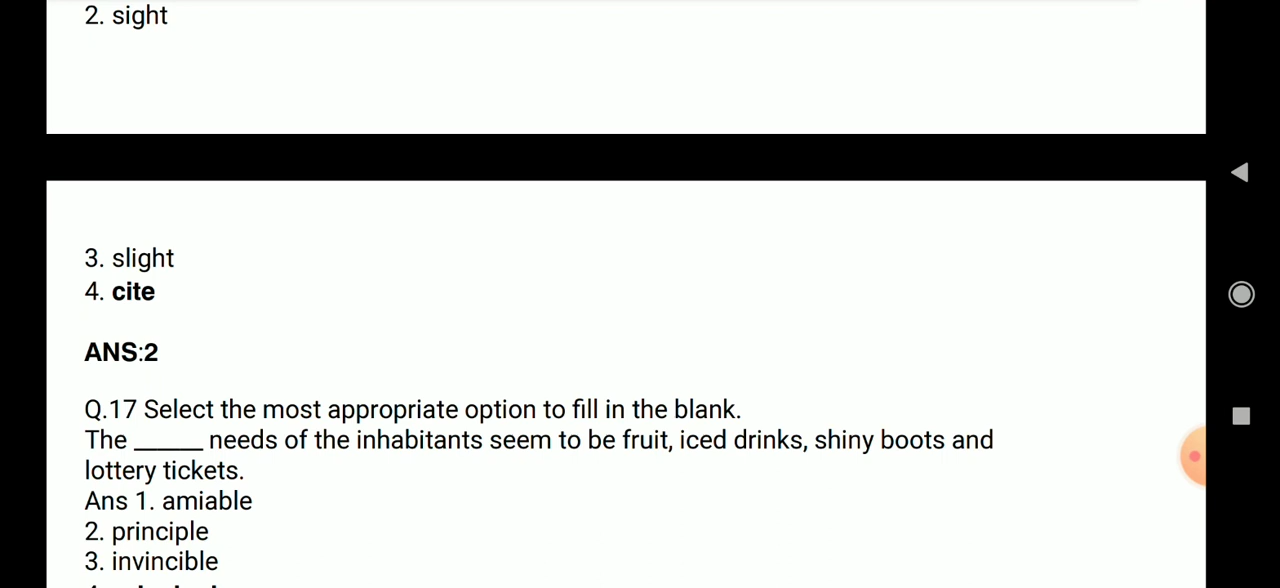 2. sight
3. slight
4. cite
ANS:2
Q.17 Select the most appropriate option to fill in the blank.
The ______ needs of the inhabitants seem to be fruit, iced drinks, shiny boots and
lottery tickets.
Ans 1. amiable
2. principle
3. invincible